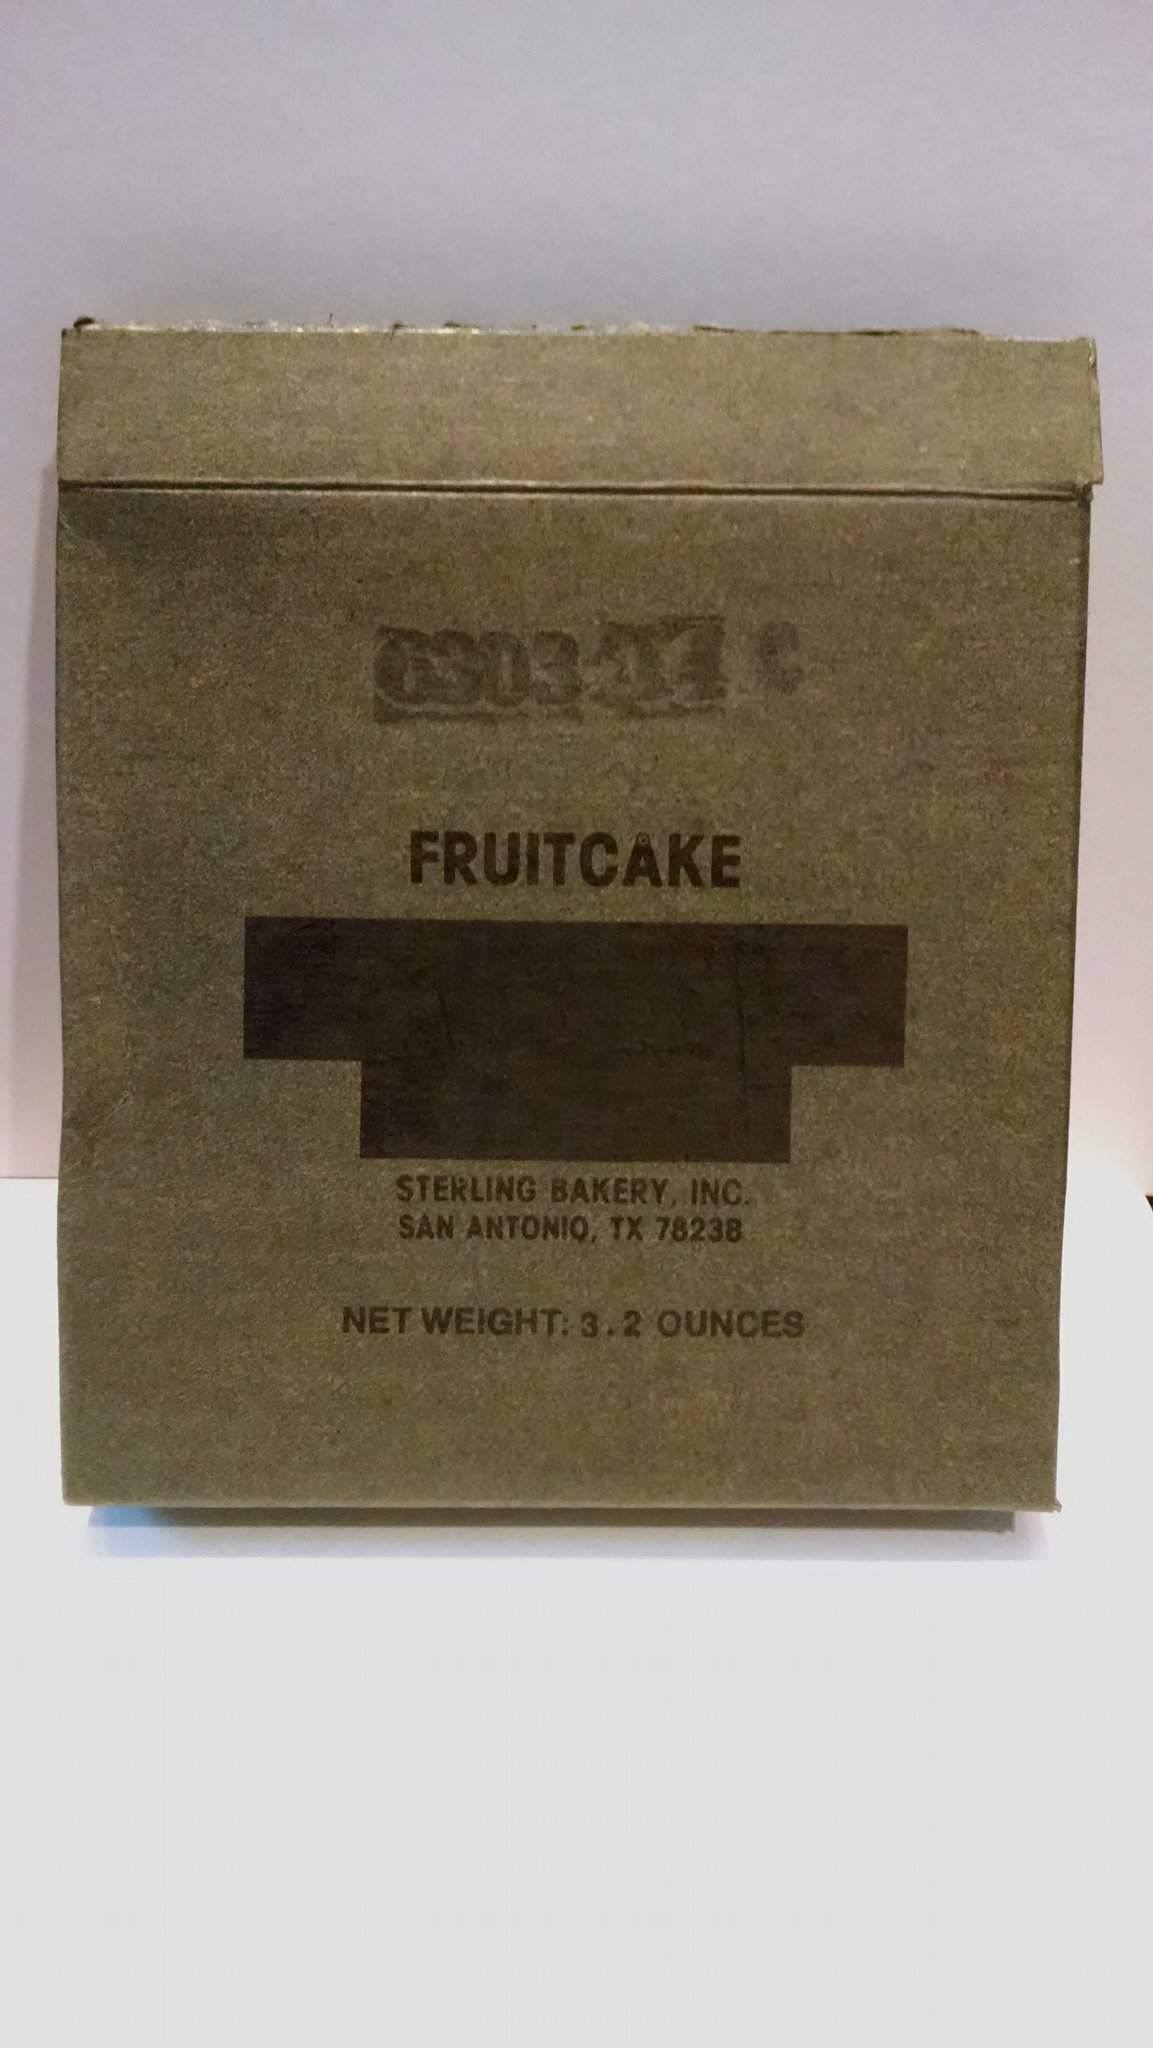 FRUITCAKE
STERLING BAKERY, INC.
SAN ANTONIO, TX 78238
NET WEIGHT: 3.2 OUNCES